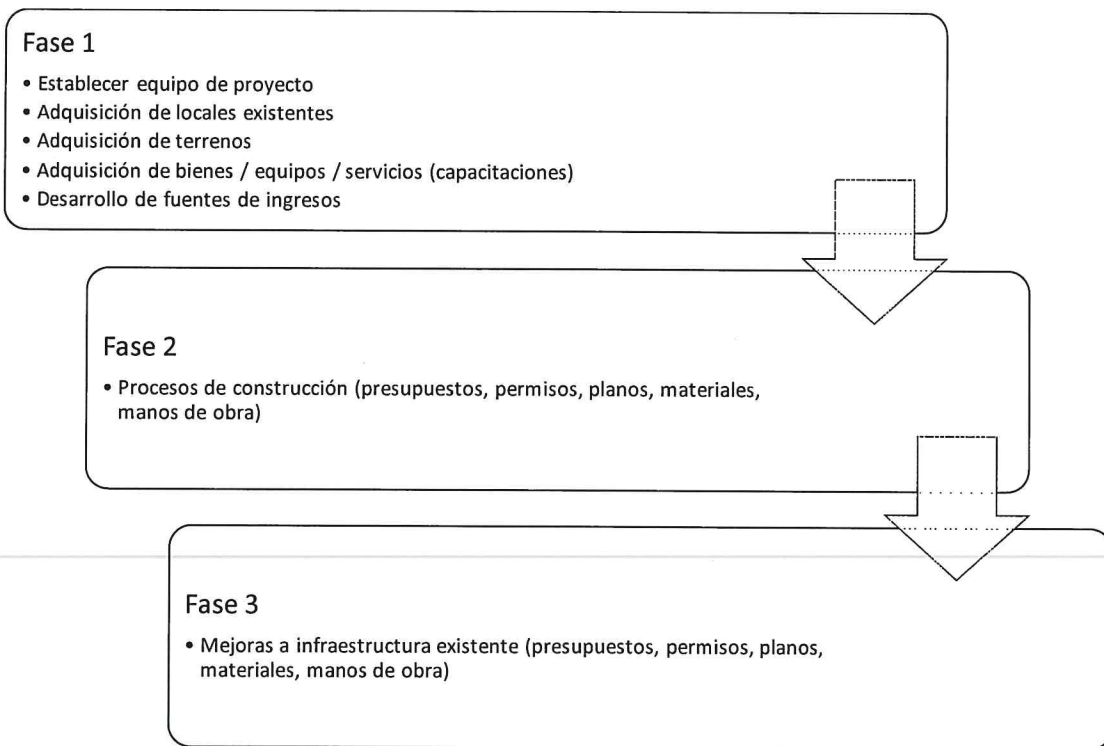 Fase 1
• Establecer equipo de proyecto
• Adquisición de locales existentes
• Adquisición de terrenos
• Adquisición de bienes / equipos / servicios (capacitaciones)
• Desarrollo de fuentes de ingresos
Fase 2
• Procesos de construcción (presupuestos, permisos, planos, materiales,
manos de obra)
Fase 3
• Mejoras a infraestructura existente (presupuestos, permisos, planos,
materiales, manos de obra)